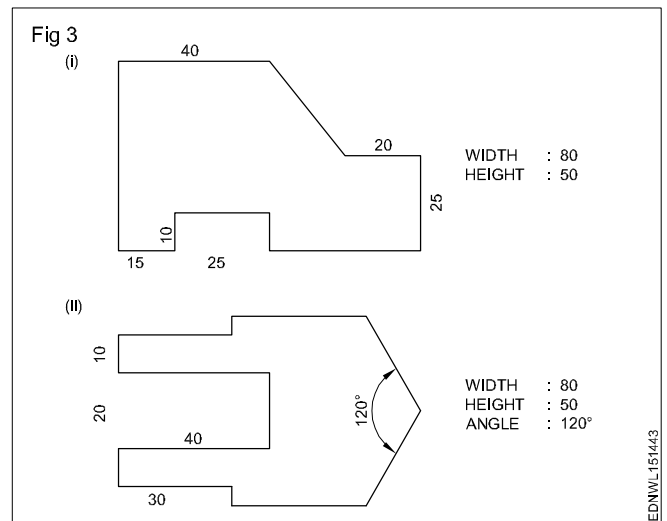 Fig 3
(i)
40
20
WIDTH : 80
HEIGHT : 50
25
10
15
25
(II)
10
20
40
30
120°
WIDTH : 80
HEIGHT : 50
ANGLE : 120°
EDNWL151443